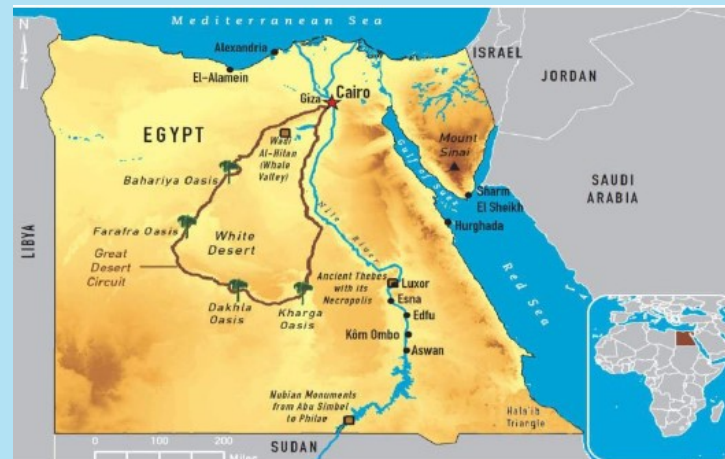 Mediterranean Sea
N
Alexandria
El-Alamein
ISRAEL
JORDAN
Giza
Cairo
EGYPT
Wadi
Al-Hitan
(Whale
Valley)
Mount
Sinai
Gulf of Suez
Bahariya Oasis
SAUDI
ARABIA
Sharm
El Sheikh
Hurghada
LIBYA
Farafra Oasis
White
Desert
Nile River
Red Sea
Great
Desert
Circuit
Ancient Thebes
with its
Necropolis
Luxor
Esna
Dakhla
Oasis
Kharga
Oasis
Edfu
Kôm Ombo
Aswan
Nubian Monuments
from Abu Simbel
to Philae
Hala'ib
Triangle
0 100 200
Miles
SUDAN